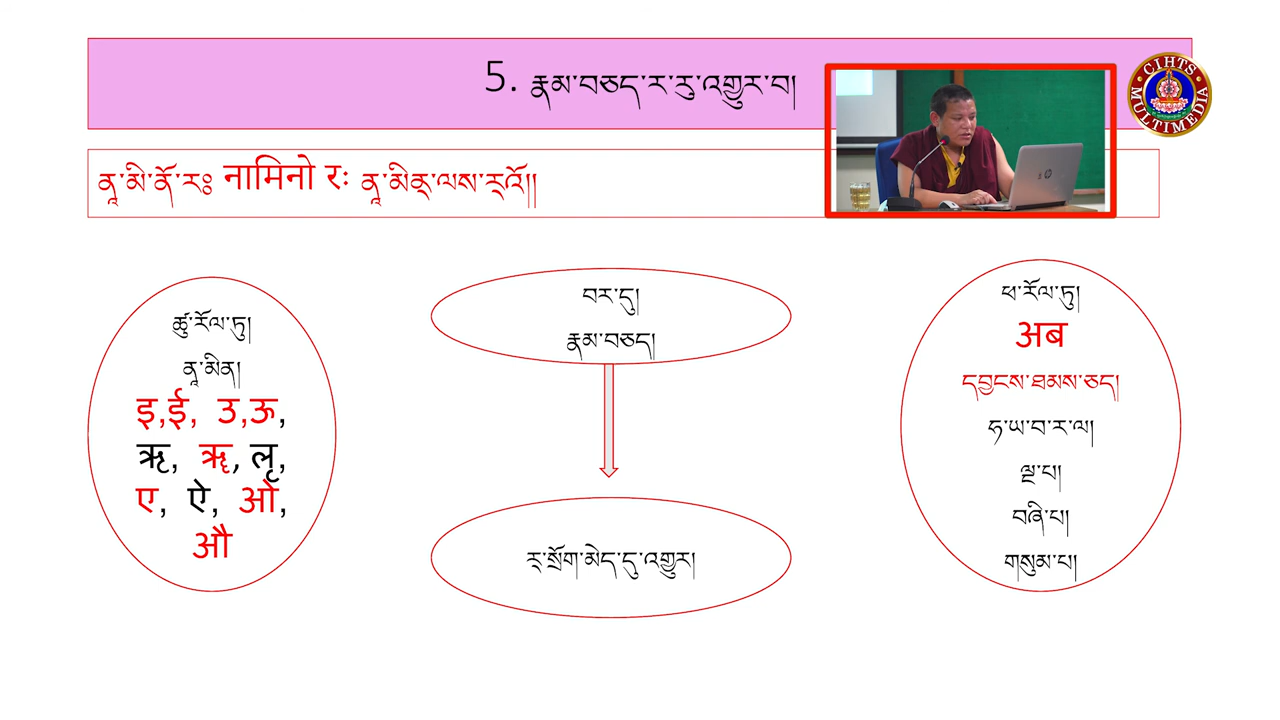 5. རྣམ་བཅད་ར་རུ་འགྱུར་བ།
CIHTS
MULTIMEDIA
ནཱ་མི་ནོ་རཿ नामिनो रः ནཱ་མིན྄་ལས་ར྄འོ།།
ཚུ་རོལ་ཏུ།
ནཱ་མིན།
इ,ई, उ,ऊ,
ऋ, ॠ, ऌ,
ए, ऐ, ओ,
औ
བར་དུ།
རྣམ་བཅད།
ར྄་སྲོག་མེད་དུ་འགྱུར།
ཕ་རོལ་ཏུ།
अब
དབྱངས་ཐམས་ཅད།
ཧ་ཡ་བ་ར་ལ།
ལྔ་པ།
བཞི་པ།
གསུམ་པ།